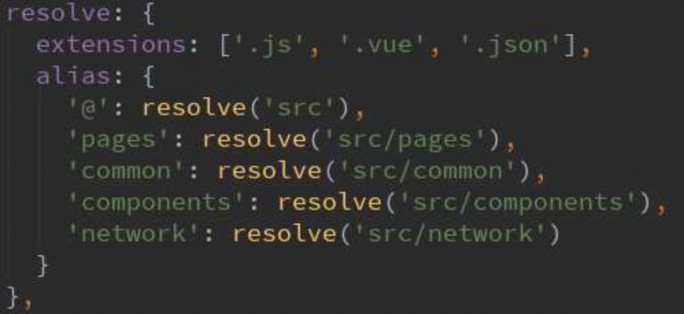 resolve: {
  extensions: ['.js', '.vue', '.json'],
  alias: {
    '@': resolve('src'),
    'pages': resolve('src/pages'),
    'common': resolve('src/common'),
    'components': resolve('src/components'),
    'network': resolve('src/network')
  }
},